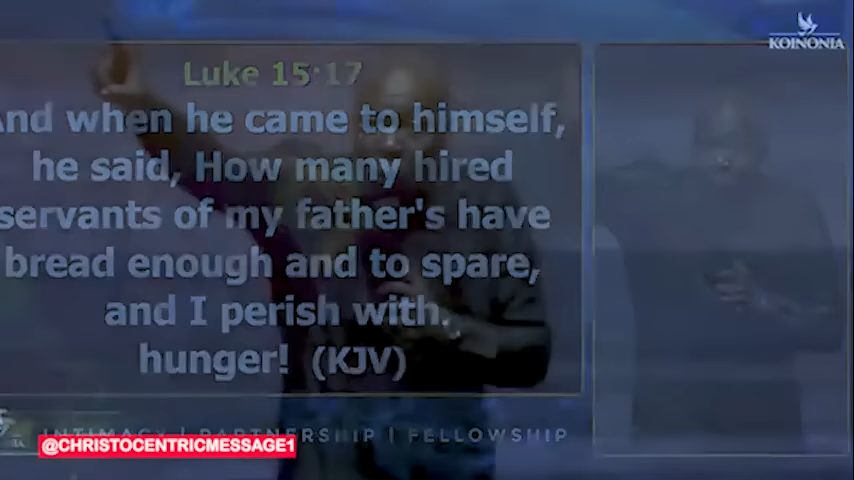 KOINONIA
Luke 15:17
And when he came to himself,
he said, How many hired
servants of my father's have
bread enough and to spare,
and I perish with
hunger! (KJV)
INTIMACY | PARTNERSHIP | FELLOWSHIP
@CHRISTOCENTRICMESSAGE1